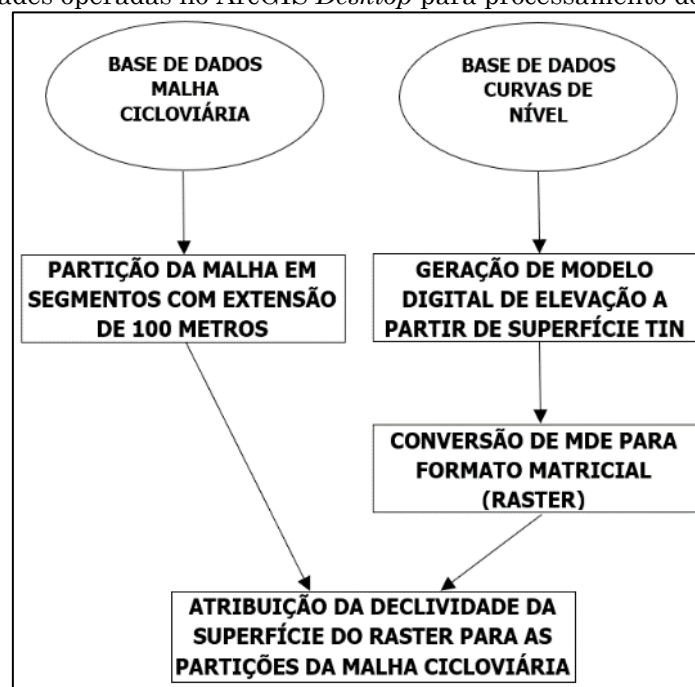 operadas no ArcGIS Desktop para processamento
BASE DE DADOS
MALHA
CICLOVIÁRIA
BASE DE DADOS
CURVAS DE
NÍVEL
PARTIÇÃO DA MALHA EM
SEGMENTOS COM EXTENSÃO
DE 100 METROS
GERAÇÃO DE MODELO
DIGITAL DE ELEVAÇÃO A
PARTIR DE SUPERFÍCIE TIN
CONVERSÃO DE MDE PARA
FORMATO MATRICIAL
(RASTER)
ATRIBUIÇÃO DA DECLIVIDADE DA
SUPERFÍCIE DO RASTER PARA AS
PARTIÇÕES DA MALHA CICLOVIÁRIA